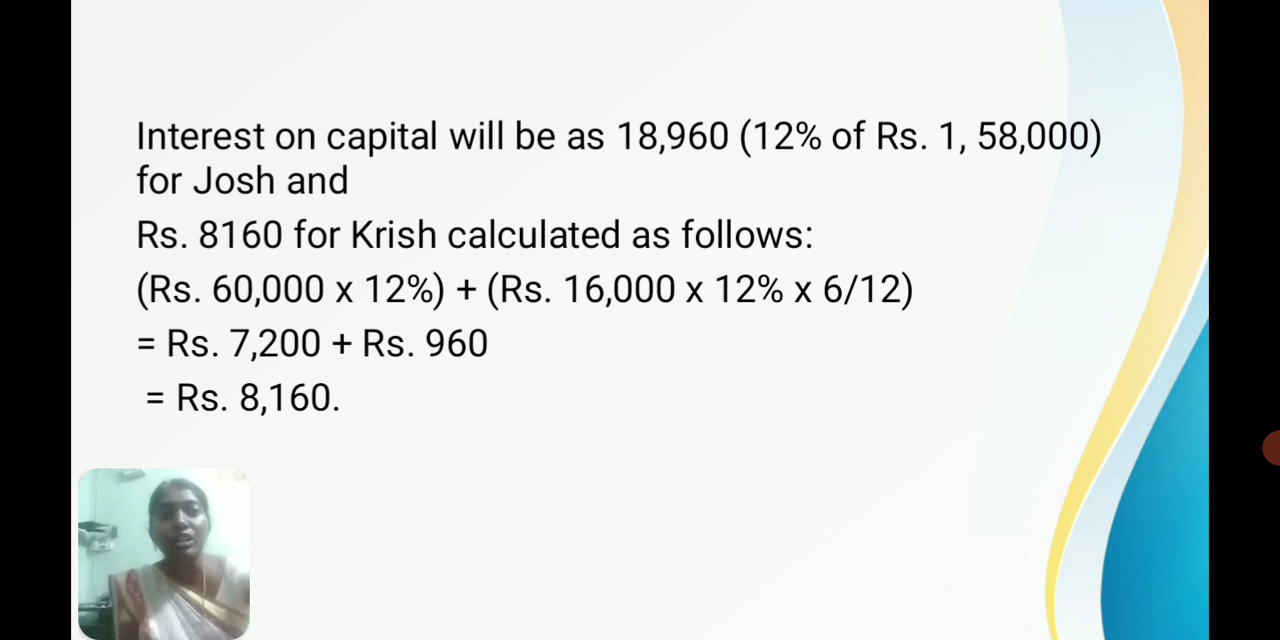 Interest on capital will be as 18,960 (12% of Rs. 1, 58,000)
for Josh and
Rs. 8160 for Krish calculated as follows:
(Rs. 60,000 x 12%) + (Rs. 16,000 x 12% x 6/12)
= Rs. 7,200 + Rs. 960
= Rs. 8,160.